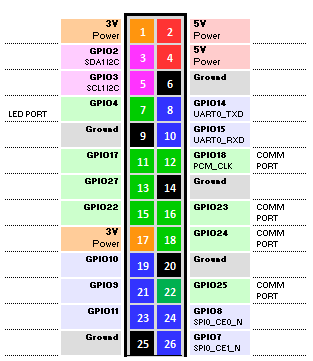 3V
Power
1
2
5V
Power
GPIO2
SDA1I2C
3
4
5V
Power
GPIO3
SCL1I2C
5
6
Ground
LED PORT
GPIO4
7
8
GPIO14
UART0_TXD
Ground
9
10
GPIO15
UART0_RXD
GPIO17
11
12
GPIO18
PCM_CLK
COMM
PORT
GPIO27
13
14
Ground
GPIO22
15
16
GPIO23
COMM
PORT
3V
Power
17
18
GPIO24
COMM
PORT
GPIO10
19
20
Ground
GPIO9
21
22
GPIO25
COMM
PORT
GPIO11
23
24
GPIO8
SPI0_CE0_N
Ground
25
26
GPIO7
SPI0_CE1_N